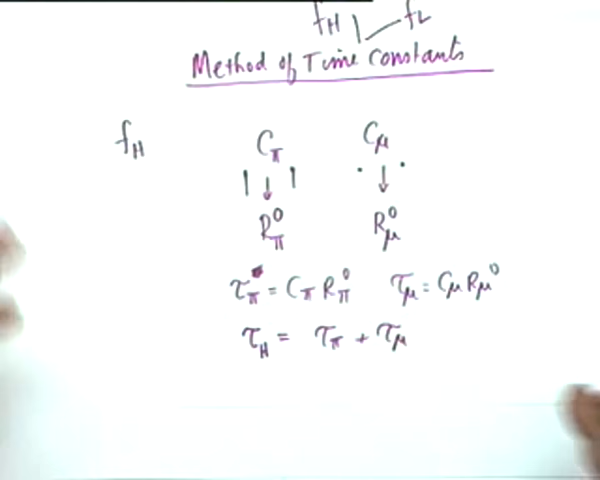 fH fL
Method of Time Constants
fH Cπ Cμ
Rπ⁰ Rμ⁰
τπ = Cπ Rπ⁰ τμ = Cμ Rμ⁰
τH = τπ + τμ